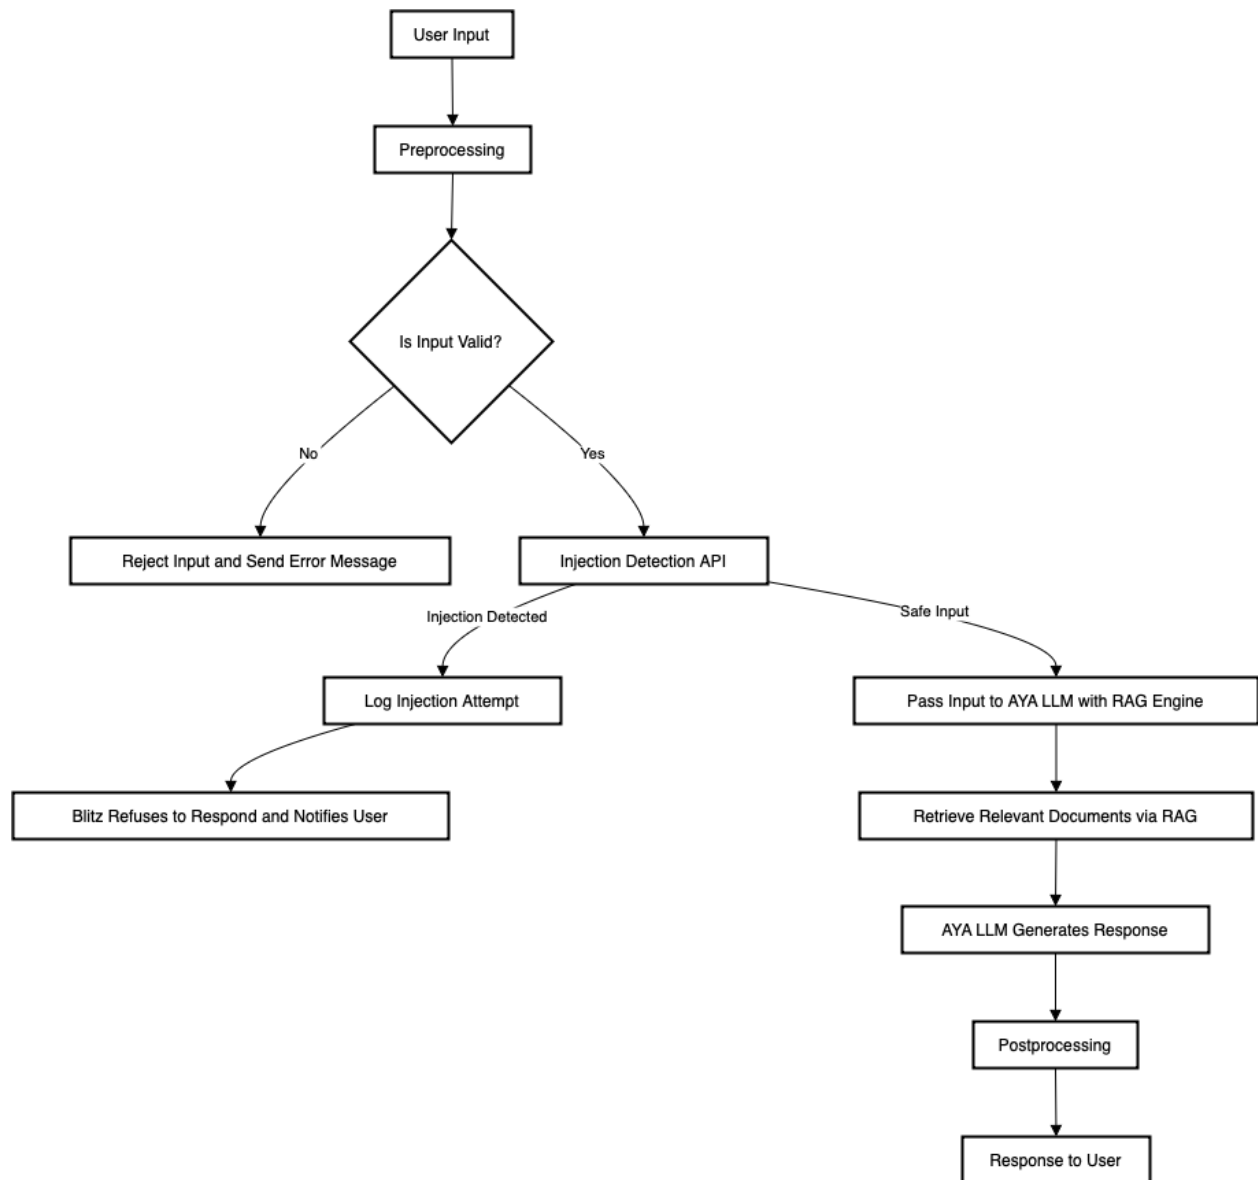 User Input
Preprocessing
Is Input Valid?
No
Yes
Reject Input and Send Error Message
Injection Detection API
Injection Detected
Safe Input
Log Injection Attempt
Pass Input to AYA LLM with RAG Engine
Blitz Refuses to Respond and Notifies User
Retrieve Relevant Documents via RAG
AYA LLM Generates Response
Postprocessing
Response to User